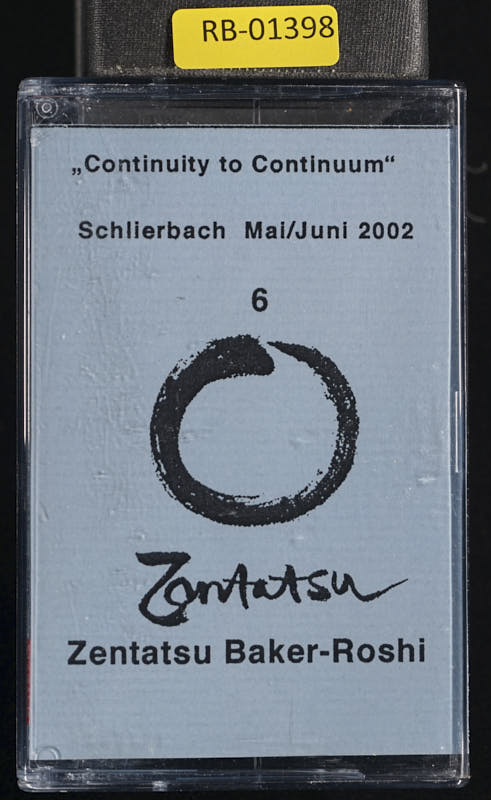 RB-01398
„Continuity to Continuum“
Schlierbach Mai/Juni 2002
6
Zentatsu
Zentatsu Baker-Roshi